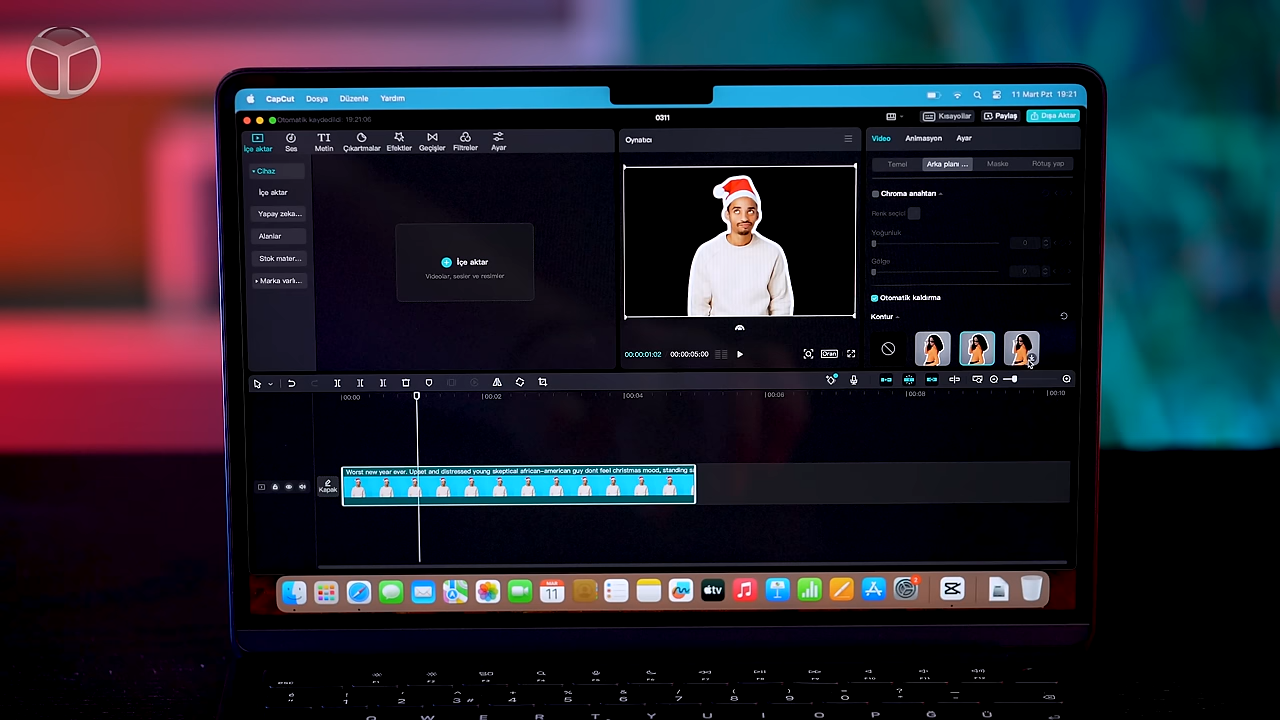 CapCut Dosya Düzenle Yardım
11 Mart Pzt 19:21
Otomatik kaydedildi 19:21:06
0311
Kısayollar
Paylaş
Dışa Aktar
İçe aktar
Ses
Metin
Çıkartmalar
Efektler
Geçişler
Filtreler
Ayar
Cihaz
İçe aktar
Yapay zeka...
Alanlar
Stok mater...
Marka varlı...
İçe aktar
Videolar, sesler ve resimler
Oynatıcı
00:00:01:02 00:00:05:00
Oran
Video Animasyon Ayar
Temel Arka planı ... Maske Rötuş yap
Chroma anahtarı
Renk seçici
Yoğunluk
0
Gölge
0
Otomatik kaldırma
Kontur
00:00 00:02 00:04 00:06 00:08 00:10
Kapak
Worst new year ever. Upset and distressed young skeptical african-american guy dont feel christmas mood, standing s
MAR
11
tv